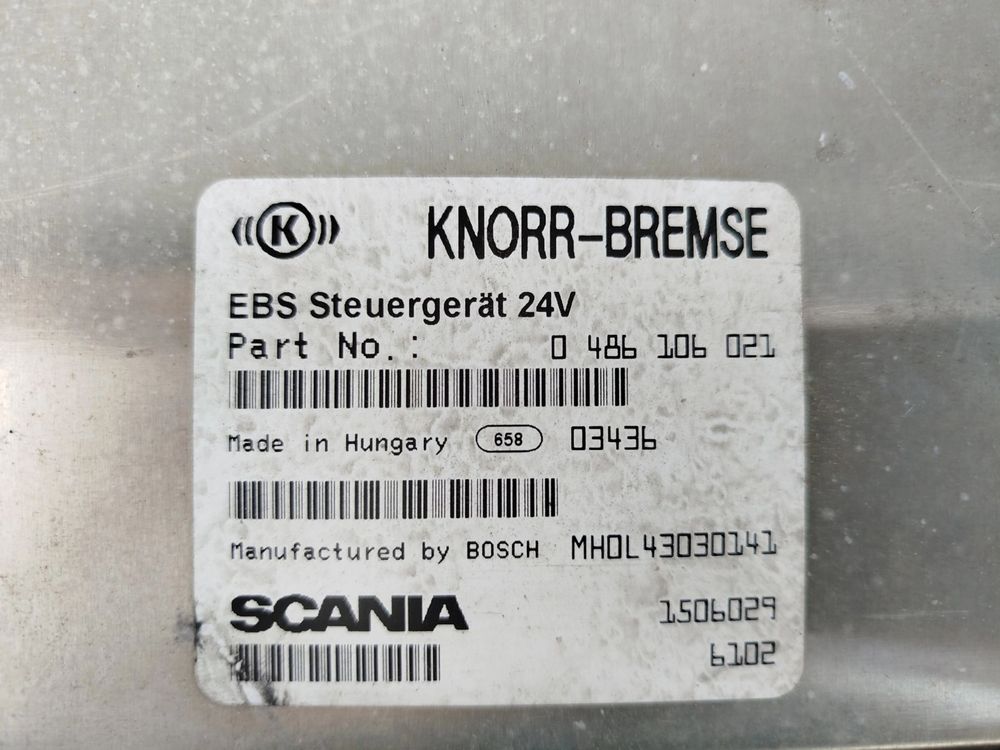 K KNORR-BREMSE
EBS Steuergerät 24V
Part No.: 0 486 106 021
Made in Hungary 658 03436
Manufactured by BOSCH MH0L43030141
SCANIA 1506029
6102